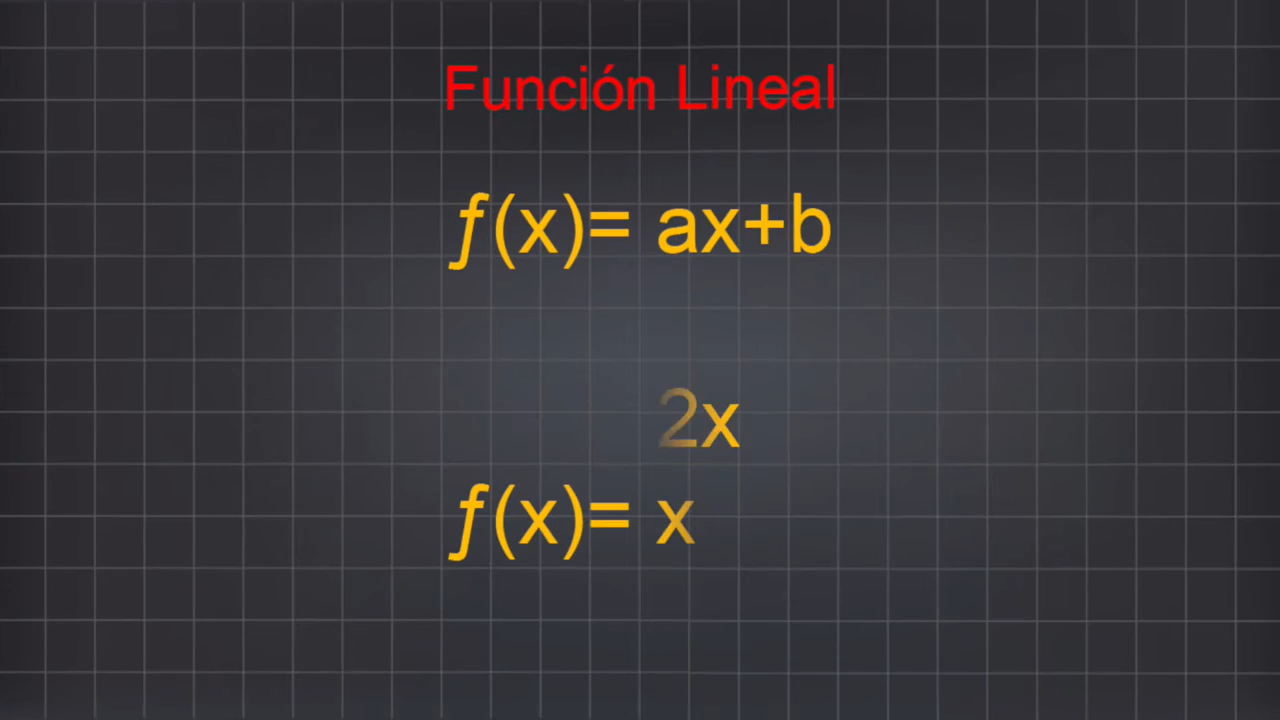 Función Lineal
ƒ(x)= ax+b
2x
ƒ(x)= x